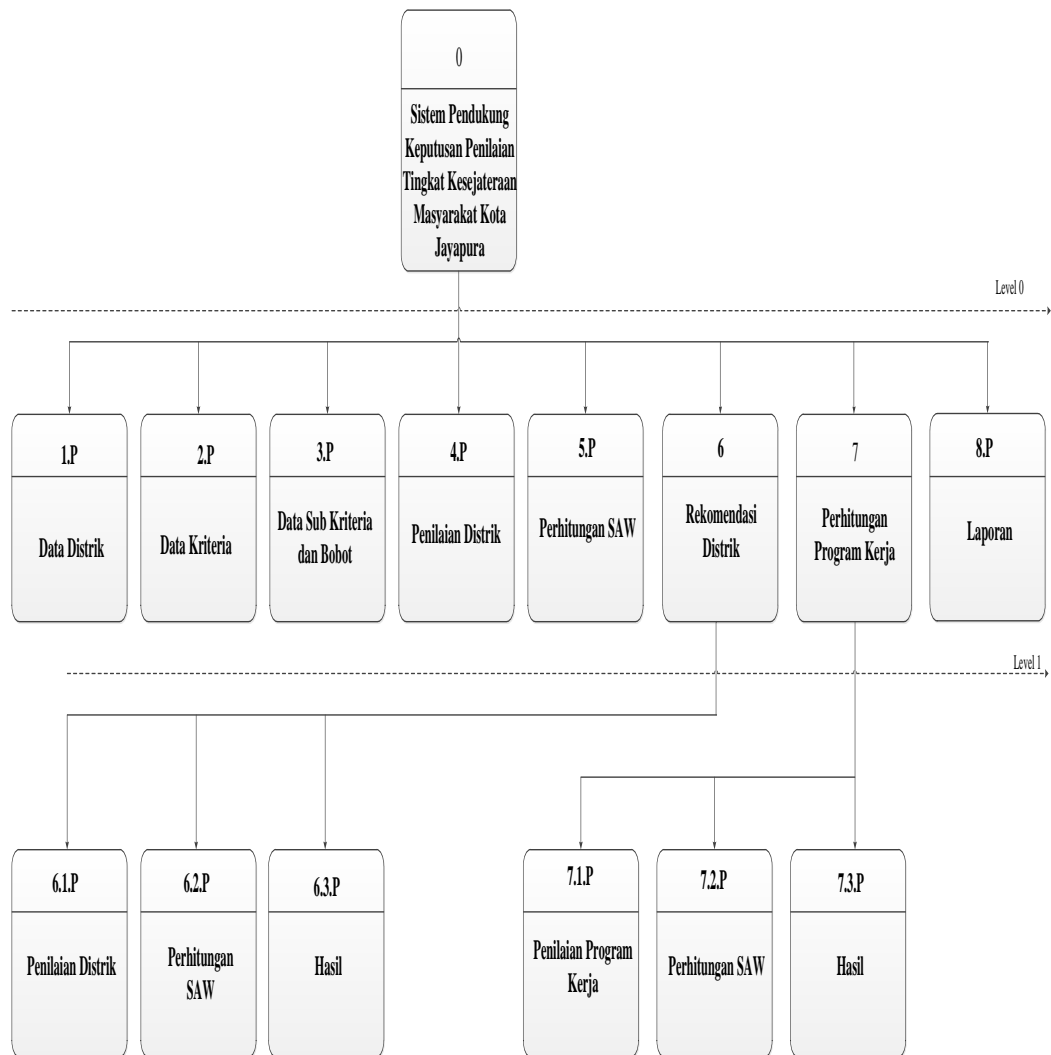 0
Sistem Pendukung
Keputusan Penilaian
Tingkat Kesejateraan
Masyarakat Kota
Jayapura
Level 0
1.P
Data Distrik
2.P
Data Kriteria
3.P
Data Sub Kriteria
dan Bobot
4.P
Penilaian Distrik
5.P
Perhitungan SAW
6
Rekomendasi
Distrik
7
Perhitungan
Program Kerja
8.P
Laporan
Level 1
6.1.P
Penilaian Distrik
6.2.P
Perhitungan
SAW
6.3.P
Hasil
7.1.P
Penilaian Program
Kerja
7.2.P
Perhitungan SAW
7.3.P
Hasil